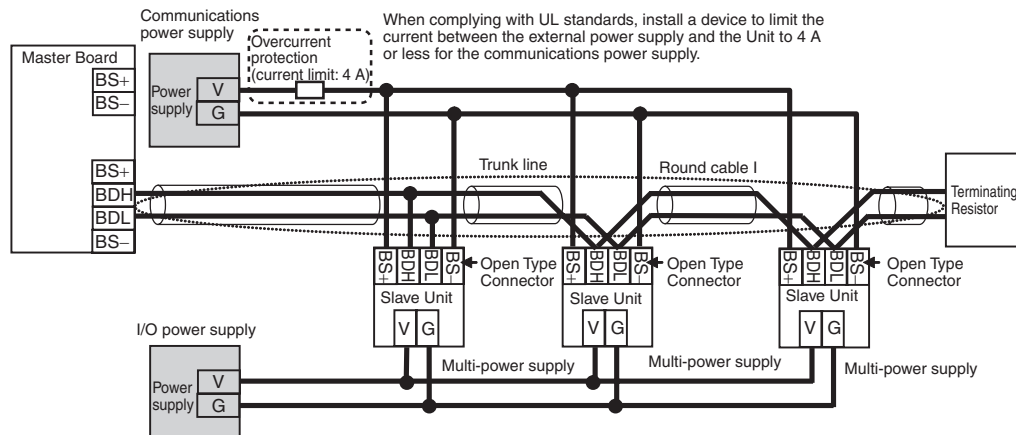 Communications
power supply
When complying with UL standards, install a device to limit the
current between the external power supply and the Unit to 4 A
or less for the communications power supply.
Overcurrent
protection
(current limit: 4 A)
Master Board
BS+
BS−
Power
supply
V
G
BS+
BDH
BDL
BS−
Trunk line
Round cable I
Terminating
Resistor
BS+
BDH
BDL
BS−
Open Type
Connector
Slave Unit
V
G
BS+
BDH
BDL
BS−
Open Type
Connector
Slave Unit
V
G
BS+
BDH
BDL
BS−
Open Type
Connector
Slave Unit
V
G
I/O power supply
Power
supply
V
G
Multi-power supply
Multi-power supply
Multi-power supply